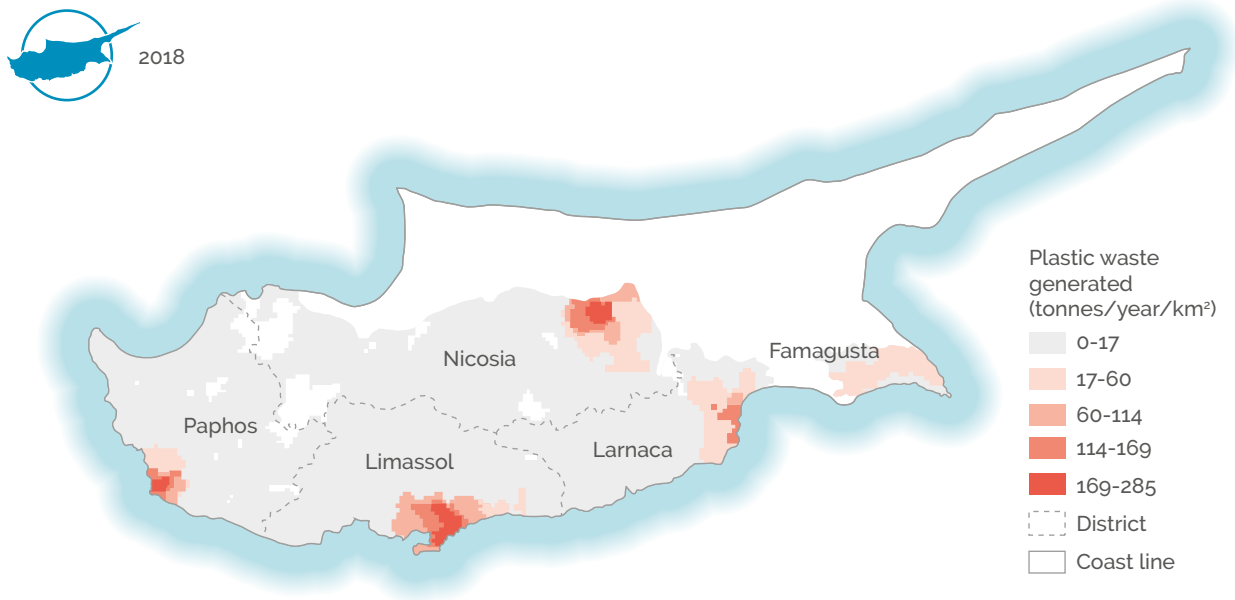 2018
Nicosia
Famagusta
Paphos
Limassol
Larnaca
Plastic waste
generated
(tonnes/year/km²)
0-17
17-60
60-114
114-169
169-285
District
Coast line